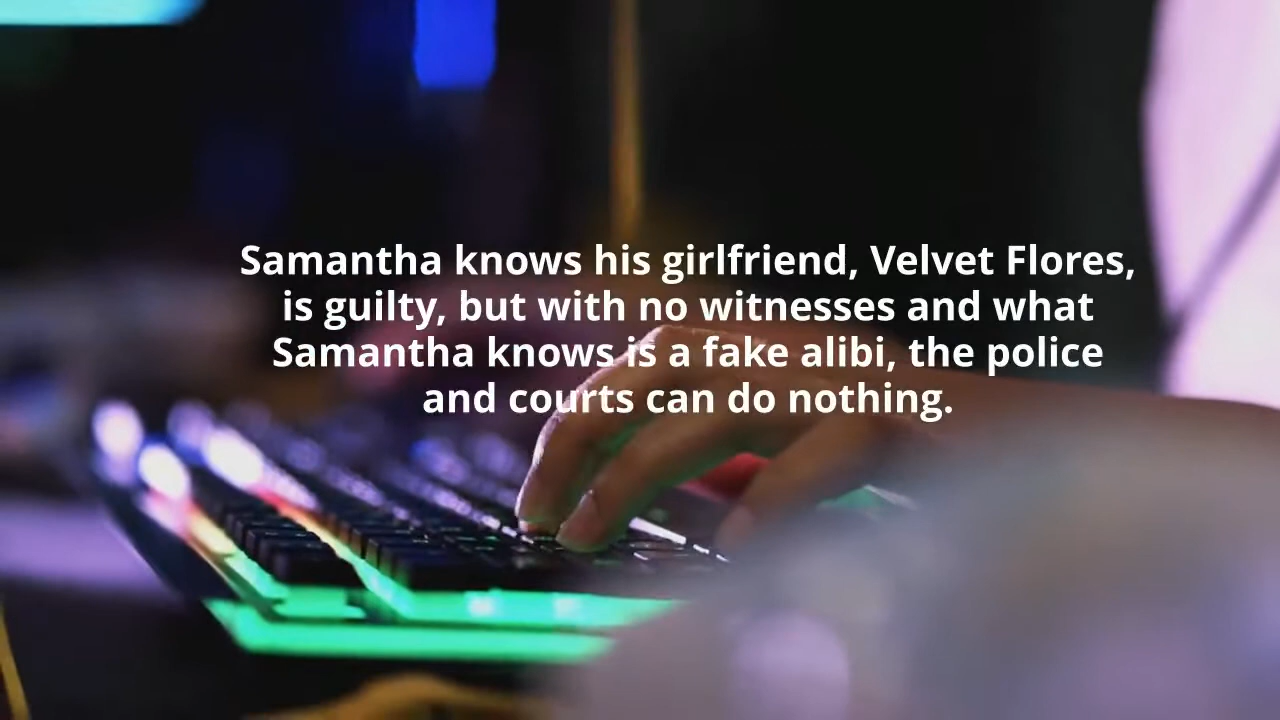 Samantha knows his girlfriend, Velvet Flores,
is guilty, but with no witnesses and what
Samantha knows is a fake alibi, the police
and courts can do nothing.